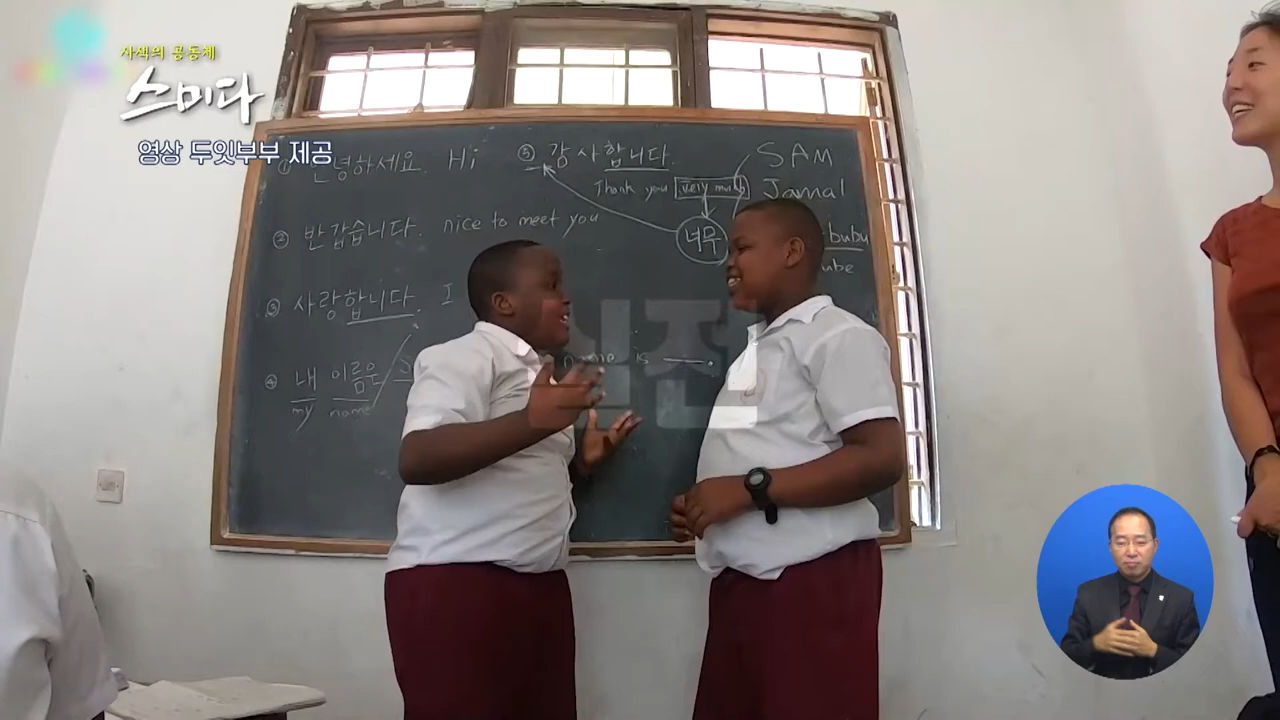 사색의 공동체
스미다
영상 두잇부부 제공
① 안녕하세요. Hi
⑤ 감사합니다.
Thank you very much
너무
SAM
Jamal
bubu
ube
② 반갑습니다. nice to meet you
③ 사랑합니다. I
④ 내 이름은
my name
name is